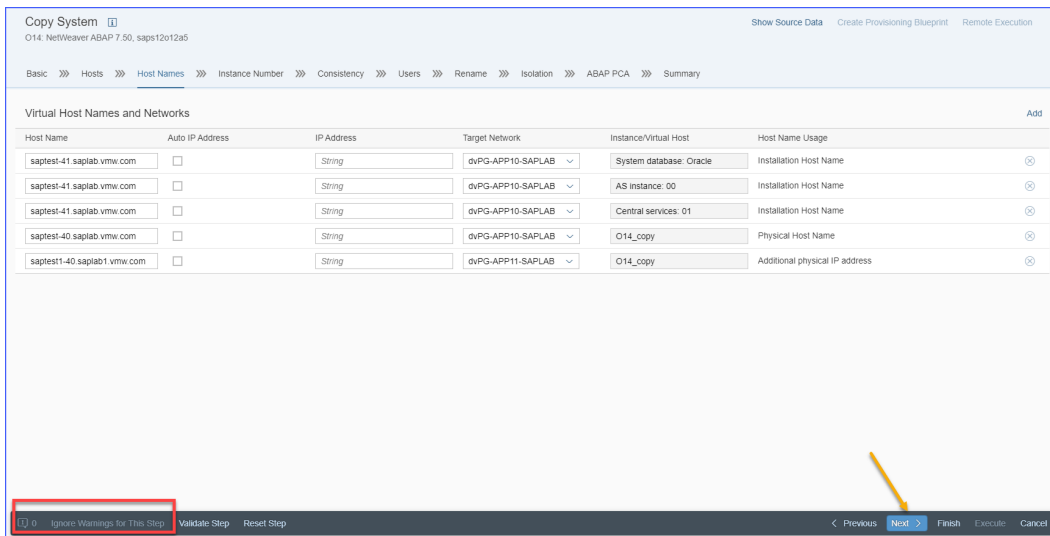 Copy System
Show Source Data Create Provisioning Blueprint Remote Execution
O14: NetWeaver ABAP 7.50, saps12o12a5
Basic Hosts Host Names Instance Number Consistency Users Rename Isolation ABAP PCA Summary
Virtual Host Names and Networks Add
Host Name Auto IP Address IP Address Target Network Instance/Virtual Host Host Name Usage
saptest-41.saplab.vmw.com String dvPG-APP10-SAPLAB System database: Oracle Installation Host Name
saptest-41.saplab.vmw.com String dvPG-APP10-SAPLAB AS instance: 00 Installation Host Name
saptest-41.saplab.vmw.com String dvPG-APP10-SAPLAB Central services: 01 Installation Host Name
saptest-40.saplab.vmw.com String dvPG-APP10-SAPLAB O14_copy Physical Host Name
saptest1-40.saplab1.vmw.com String dvPG-APP11-SAPLAB O14_copy Additional physical IP address
0 Ignore Warnings for This Step Validate Step Reset Step < Previous Next > Finish Execute Cancel